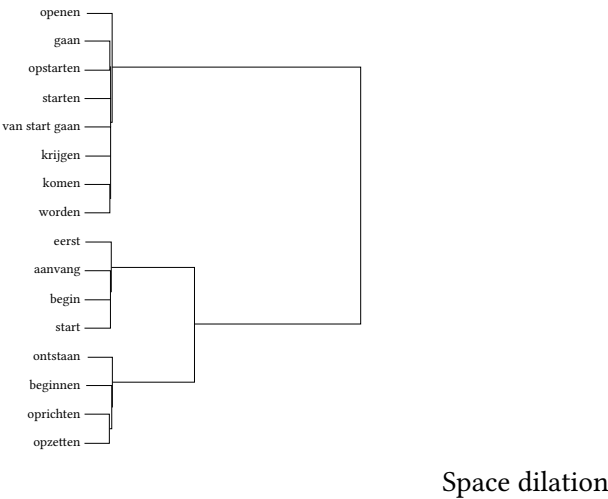 openen
gaan
opstarten
starten
van start gaan
krijgen
komen
worden
eerst
aanvang
begin
start
ontstaan
beginnen
oprichten
opzetten
Space dilation